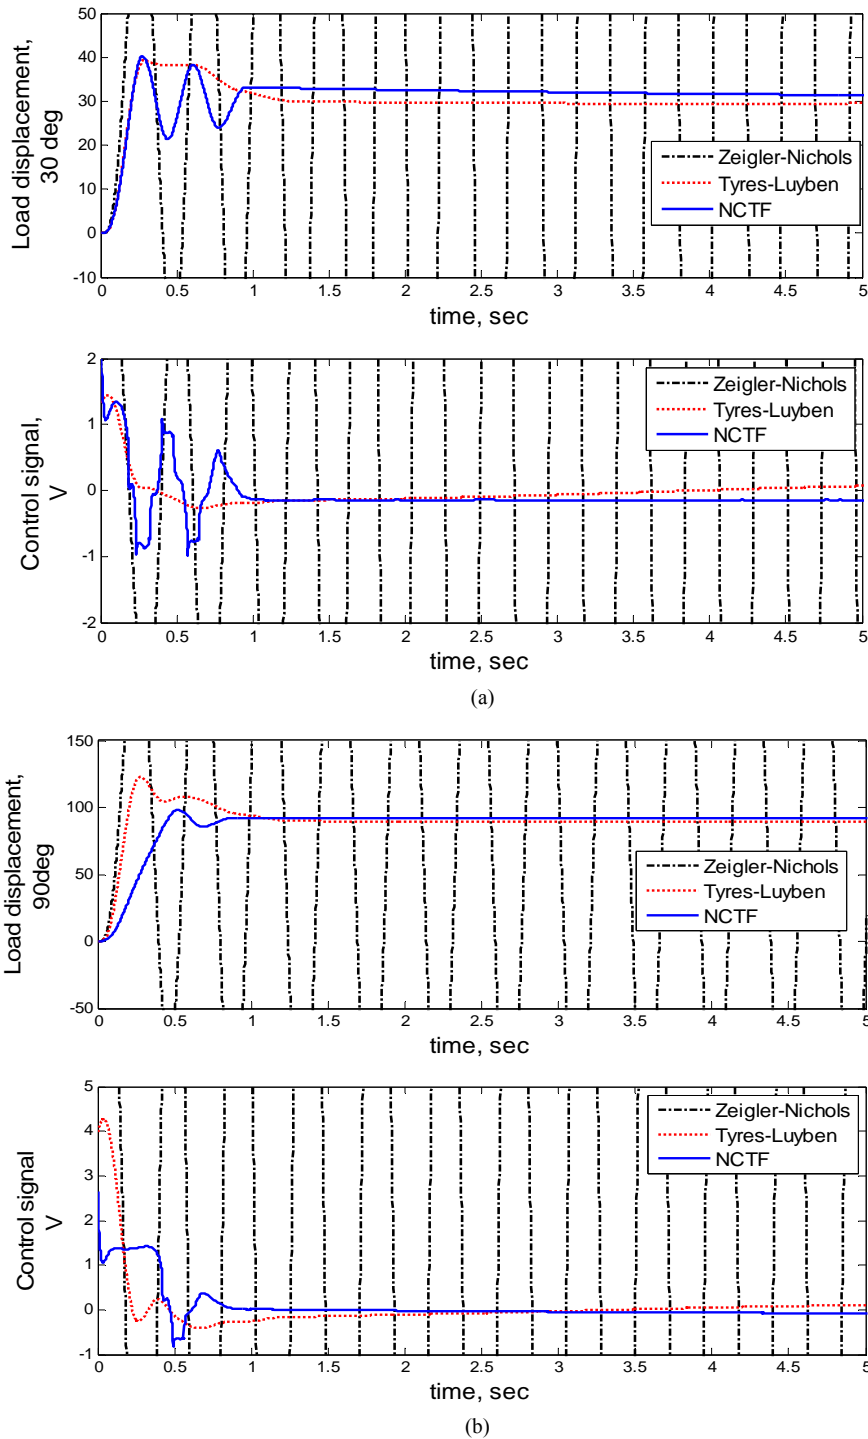 Load displacement,
30 deg
50
40
30
20
10
0
-10
Zeigler-Nichols
Tyres-Luyben
NCTF
0 0.5 1 1.5 2 2.5 3 3.5 4 4.5 5
time, sec
Control signal,
V
2
1
0
-1
-2
Zeigler-Nichols
Tyres-Luyben
NCTF
0 0.5 1 1.5 2 2.5 3 3.5 4 4.5 5
time, sec
(a)
Load displacement,
90deg
150
100
50
0
-50
Zeigler-Nichols
Tyres-Luyben
NCTF
0 0.5 1 1.5 2 2.5 3 3.5 4 4.5 5
time, sec
Control signal
V
5
4
3
2
1
0
-1
Zeigler-Nichols
Tyres-Luyben
NCTF
0 0.5 1 1.5 2 2.5 3 3.5 4 4.5 5
time, sec
(b)